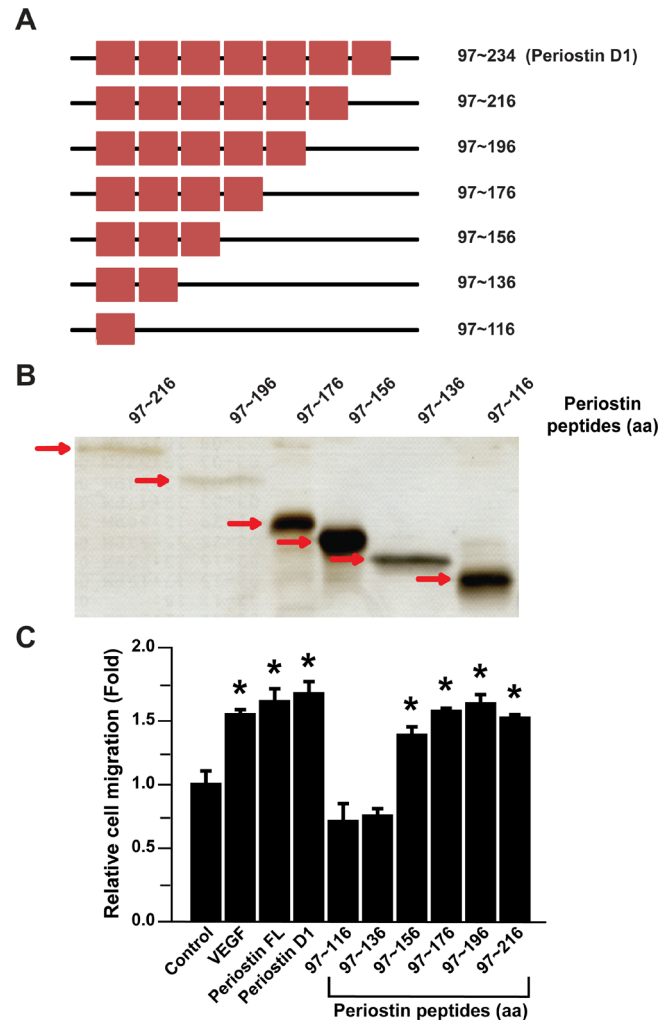 A
97~234 (Periostin D1)
97~216
97~196
97~176
97~156
97~136
97~116
B
97~216
97~196
97~176
97~156
97~136
97~116
Periostin
peptides (aa)
C
Relative cell migration (Fold)
2.0
1.5
1.0
0.5
0.0
*
*
*
*
*
*
*
Control
VEGF
Periostin FL
Periostin D1
97~116
97~136
97~156
97~176
97~196
97~216
Periostin peptides (aa)